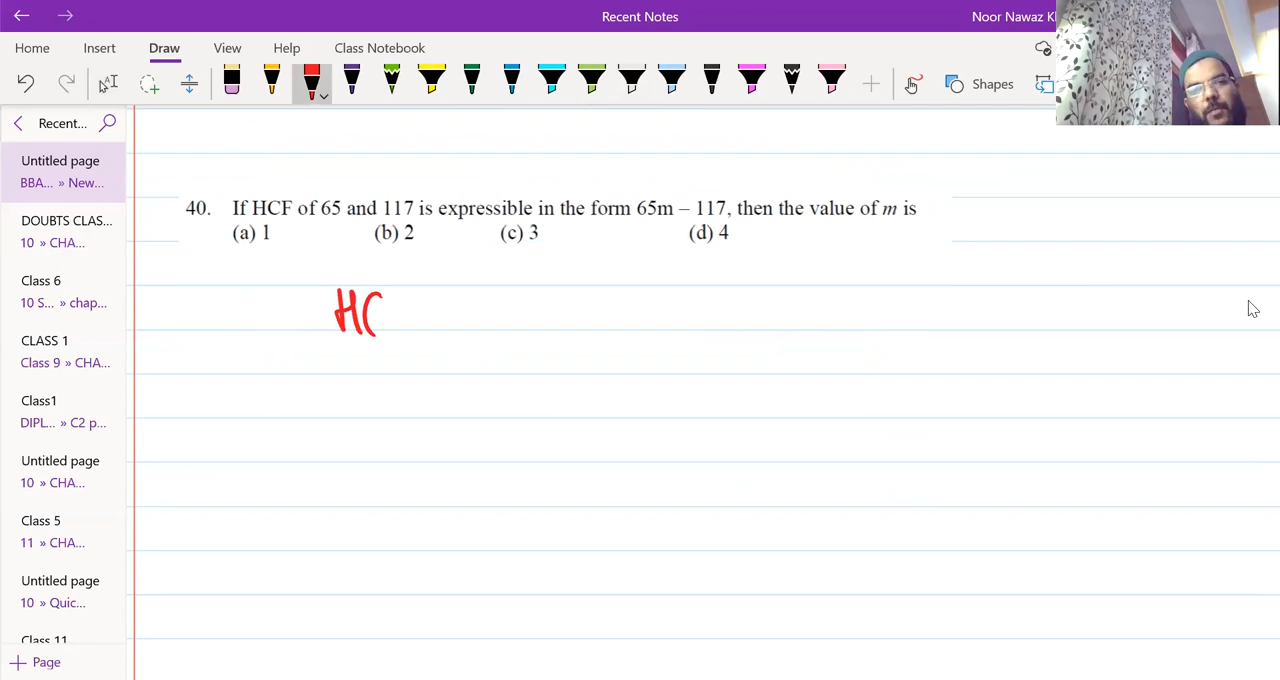 Recent Notes
Noor Nawaz Kl
Home Insert Draw View Help Class Notebook
Shapes
Recent...
Untitled page
BBA... » New...
DOUBTS CLAS...
10 » CHA...
Class 6
10 S... » chap...
CLASS 1
Class 9 » CHA...
Class1
DIPL... » C2 p...
Untitled page
10 » CHA...
Class 5
11 » CHA...
Untitled page
10 » Quic...
Class 11
Page
40. If HCF of 65 and 117 is expressible in the form 65m – 117, then the value of m is
(a) 1 (b) 2 (c) 3 (d) 4
HC